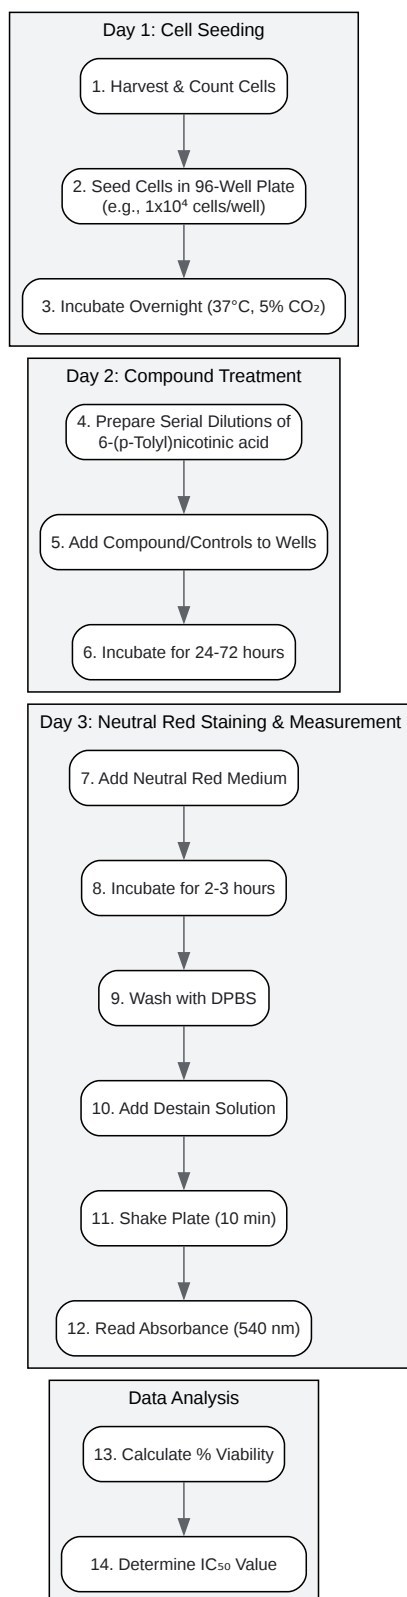 Day 1: Cell Seeding
1. Harvest & Count Cells
2. Seed Cells in 96-Well Plate
(e.g., 1x10⁴ cells/well)
3. Incubate Overnight (37°C, 5% CO₂)
Day 2: Compound Treatment
4. Prepare Serial Dilutions of
6-(p-Tolyl)nicotinic acid
5. Add Compound/Controls to Wells
6. Incubate for 24-72 hours
Day 3: Neutral Red Staining & Measurement
7. Add Neutral Red Medium
8. Incubate for 2-3 hours
9. Wash with DPBS
10. Add Destain Solution
11. Shake Plate (10 min)
12. Read Absorbance (540 nm)
Data Analysis
13. Calculate % Viability
14. Determine IC₅₀ Value